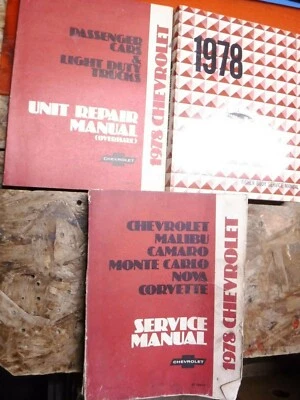 PASSENGER
CARS
&
LIGHT DUTY
TRUCKS
UNIT REPAIR
MANUAL
(OVERHAUL)
CHEVROLET
1978 CHEVROLET
1978
CHEVROLET
MALIBU
CAMARO
MONTE CARLO
NOVA
CORVETTE
SERVICE
MANUAL
CHEVROLET
1978 CHEVROLET